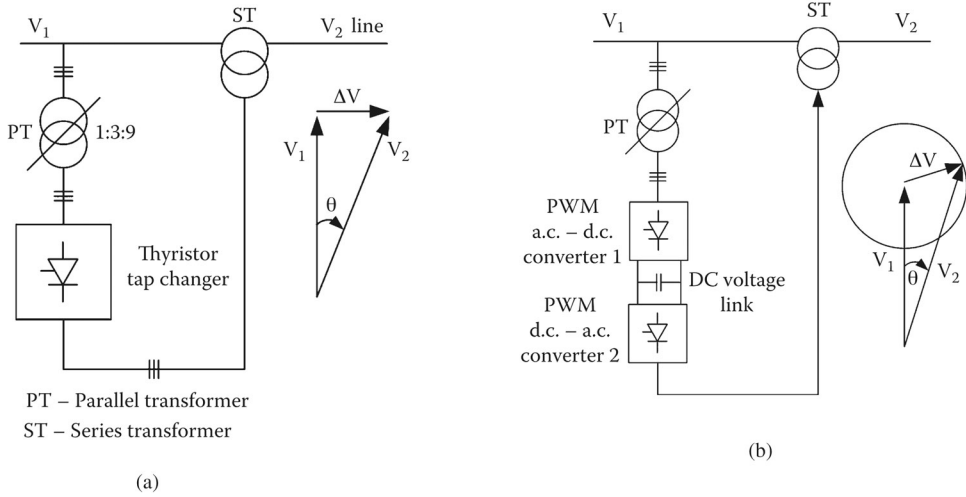 ST
V1
V2 line
PT
1:3:9
ΔV
V1
V2
θ
Thyristor
tap changer
PT – Parallel transformer
ST – Series transformer
(a)
ST
V1
V2
PT
PWM
a.c. – d.c.
converter 1
DC voltage
link
PWM
d.c. – a.c.
converter 2
ΔV
V1
θ
V2
(b)